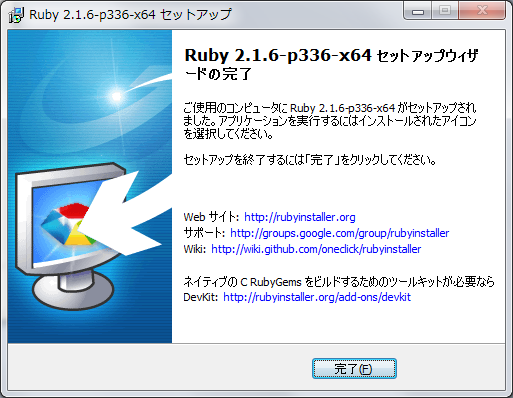 Ruby 2.1.6-p336-x64 セットアップ
Ruby 2.1.6-p336-x64 セットアップウィザ
ードの完了
ご使用のコンピュータに Ruby 2.1.6-p336-x64 がセットアップされ
ました。アプリケーションを実行するにはインストールされたアイコン
を選択してください。
セットアップを終了するには「完了」をクリックしてください。
Web サイト: http://rubyinstaller.org
サポート: http://groups.google.com/group/rubyinstaller
Wiki: http://wiki.github.com/oneclick/rubyinstaller
ネイティブの C RubyGems をビルドするためのツールキットが必要なら
DevKit: http://rubyinstaller.org/add-ons/devkit
完了(F)